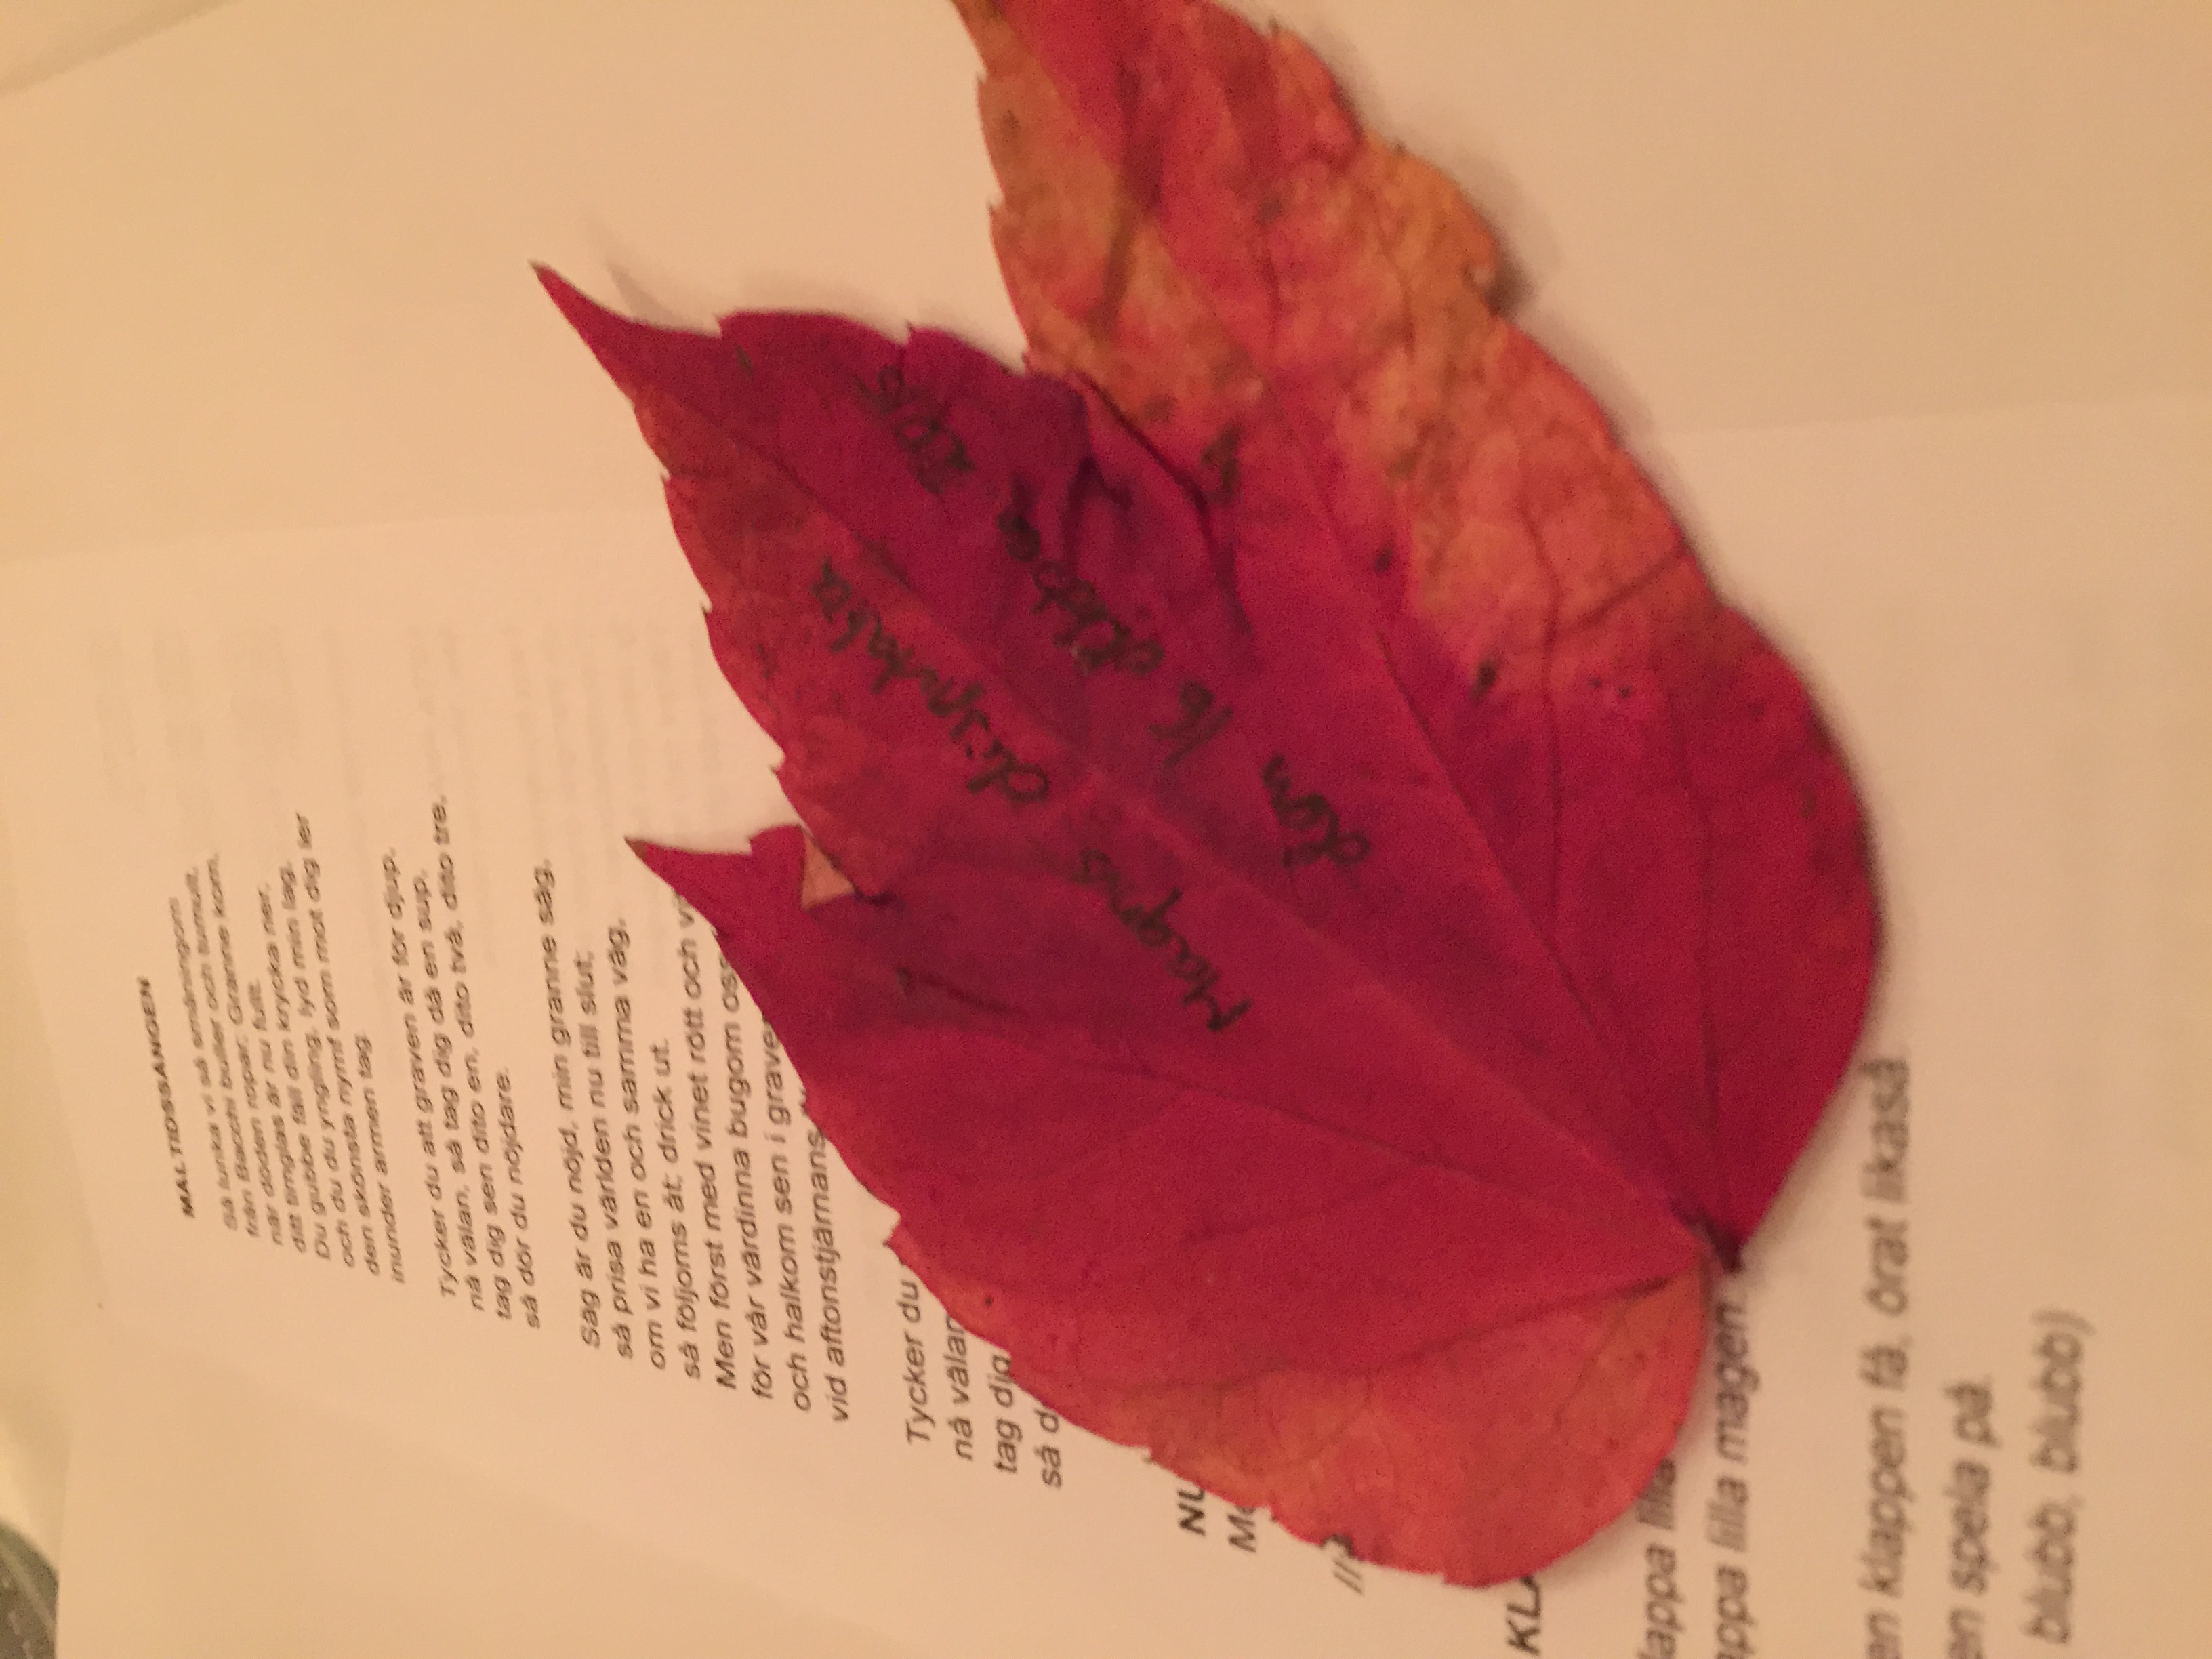 MÅLTIDSSÅNGEN
Så lunka vi så småningom
från Bacchi buller och tumult,
när döden ropar; Granne kom,
ditt timglas är nu fullt.
Du gubbe fäll din krycka ner,
och du du yngling, lyd min lag,
den skönsta nymf som mot dig ler
inunder armen tag.
Tycker du att graven är för djup,
nå välan, så tag dig då en sup,
tag dig sen dito en, dito två, dito tre,
så dör du nöjdare.
Säg är du nöjd, min granne säg,
så prisa världen nu till slut;
om vi ha en och samma väg,
så följoms åt; drick ut.
Men först med vinet rött och
för vår värdinna bugom oss
och halkom sen i graven
vid aftonstjärnans
Tycker du
nå välan
tag dig
så
Magnus disputabu
den 16 oktober 2015
lilla
lilla magen.
klappen få, örat likaså
spela på.
blubb, blubb)